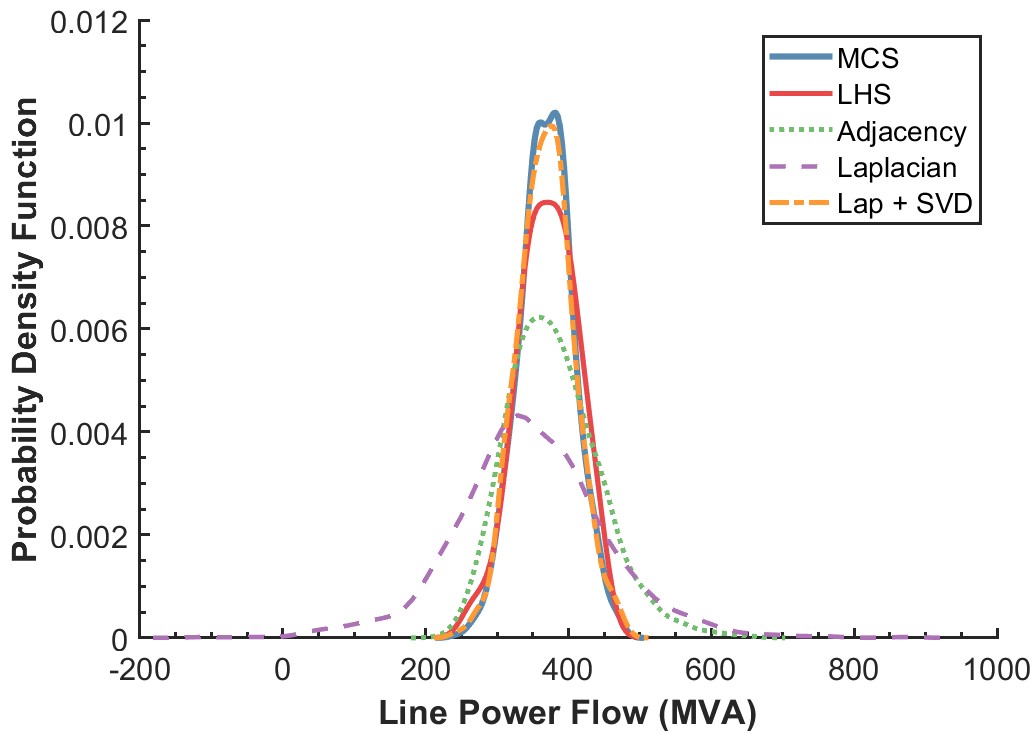 0.012
0.01
0.008
0.006
0.004
0.002
0
Probability Density Function
MCS
LHS
Adjacency
Laplacian
Lap + SVD
-200 0 200 400 600 800 1000
Line Power Flow (MVA)